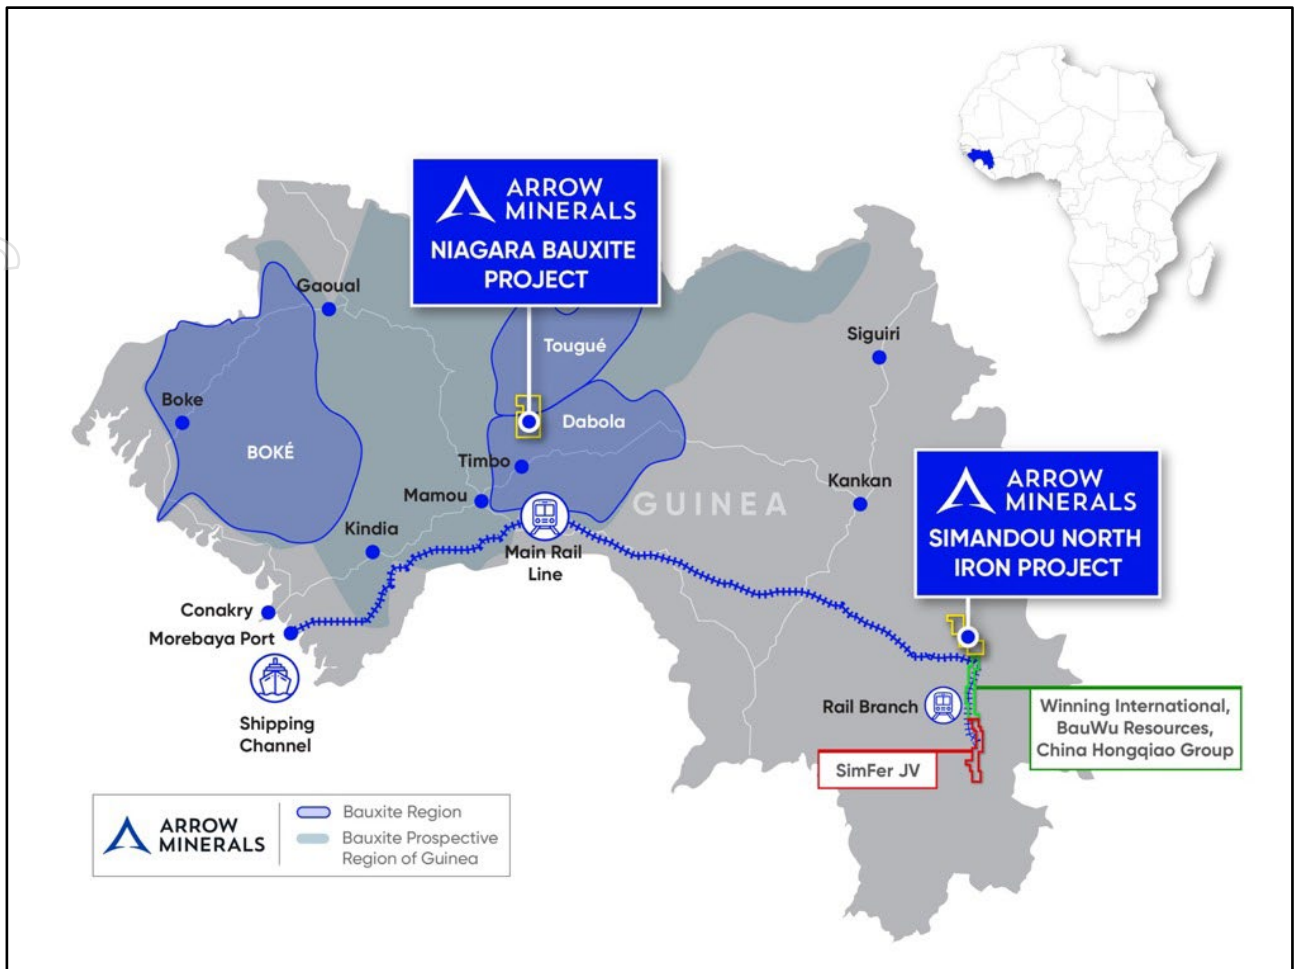 ARROW
MINERALS
NIAGARA BAUXITE
PROJECT
Gaoual
Tougué
Siguiri
Boke
BOKÉ
Dabola
Timbo
Mamou
GUINEA
Kankan
Kindia
Main Rail
Line
ARROW
MINERALS
SIMANDOU NORTH
IRON PROJECT
Conakry
Morebaya Port
Shipping
Channel
Rail Branch
Winning International,
BauWu Resources,
China Hongqiao Group
SimFer JV
ARROW
MINERALS
Bauxite Region
Bauxite Prospective
Region of Guinea